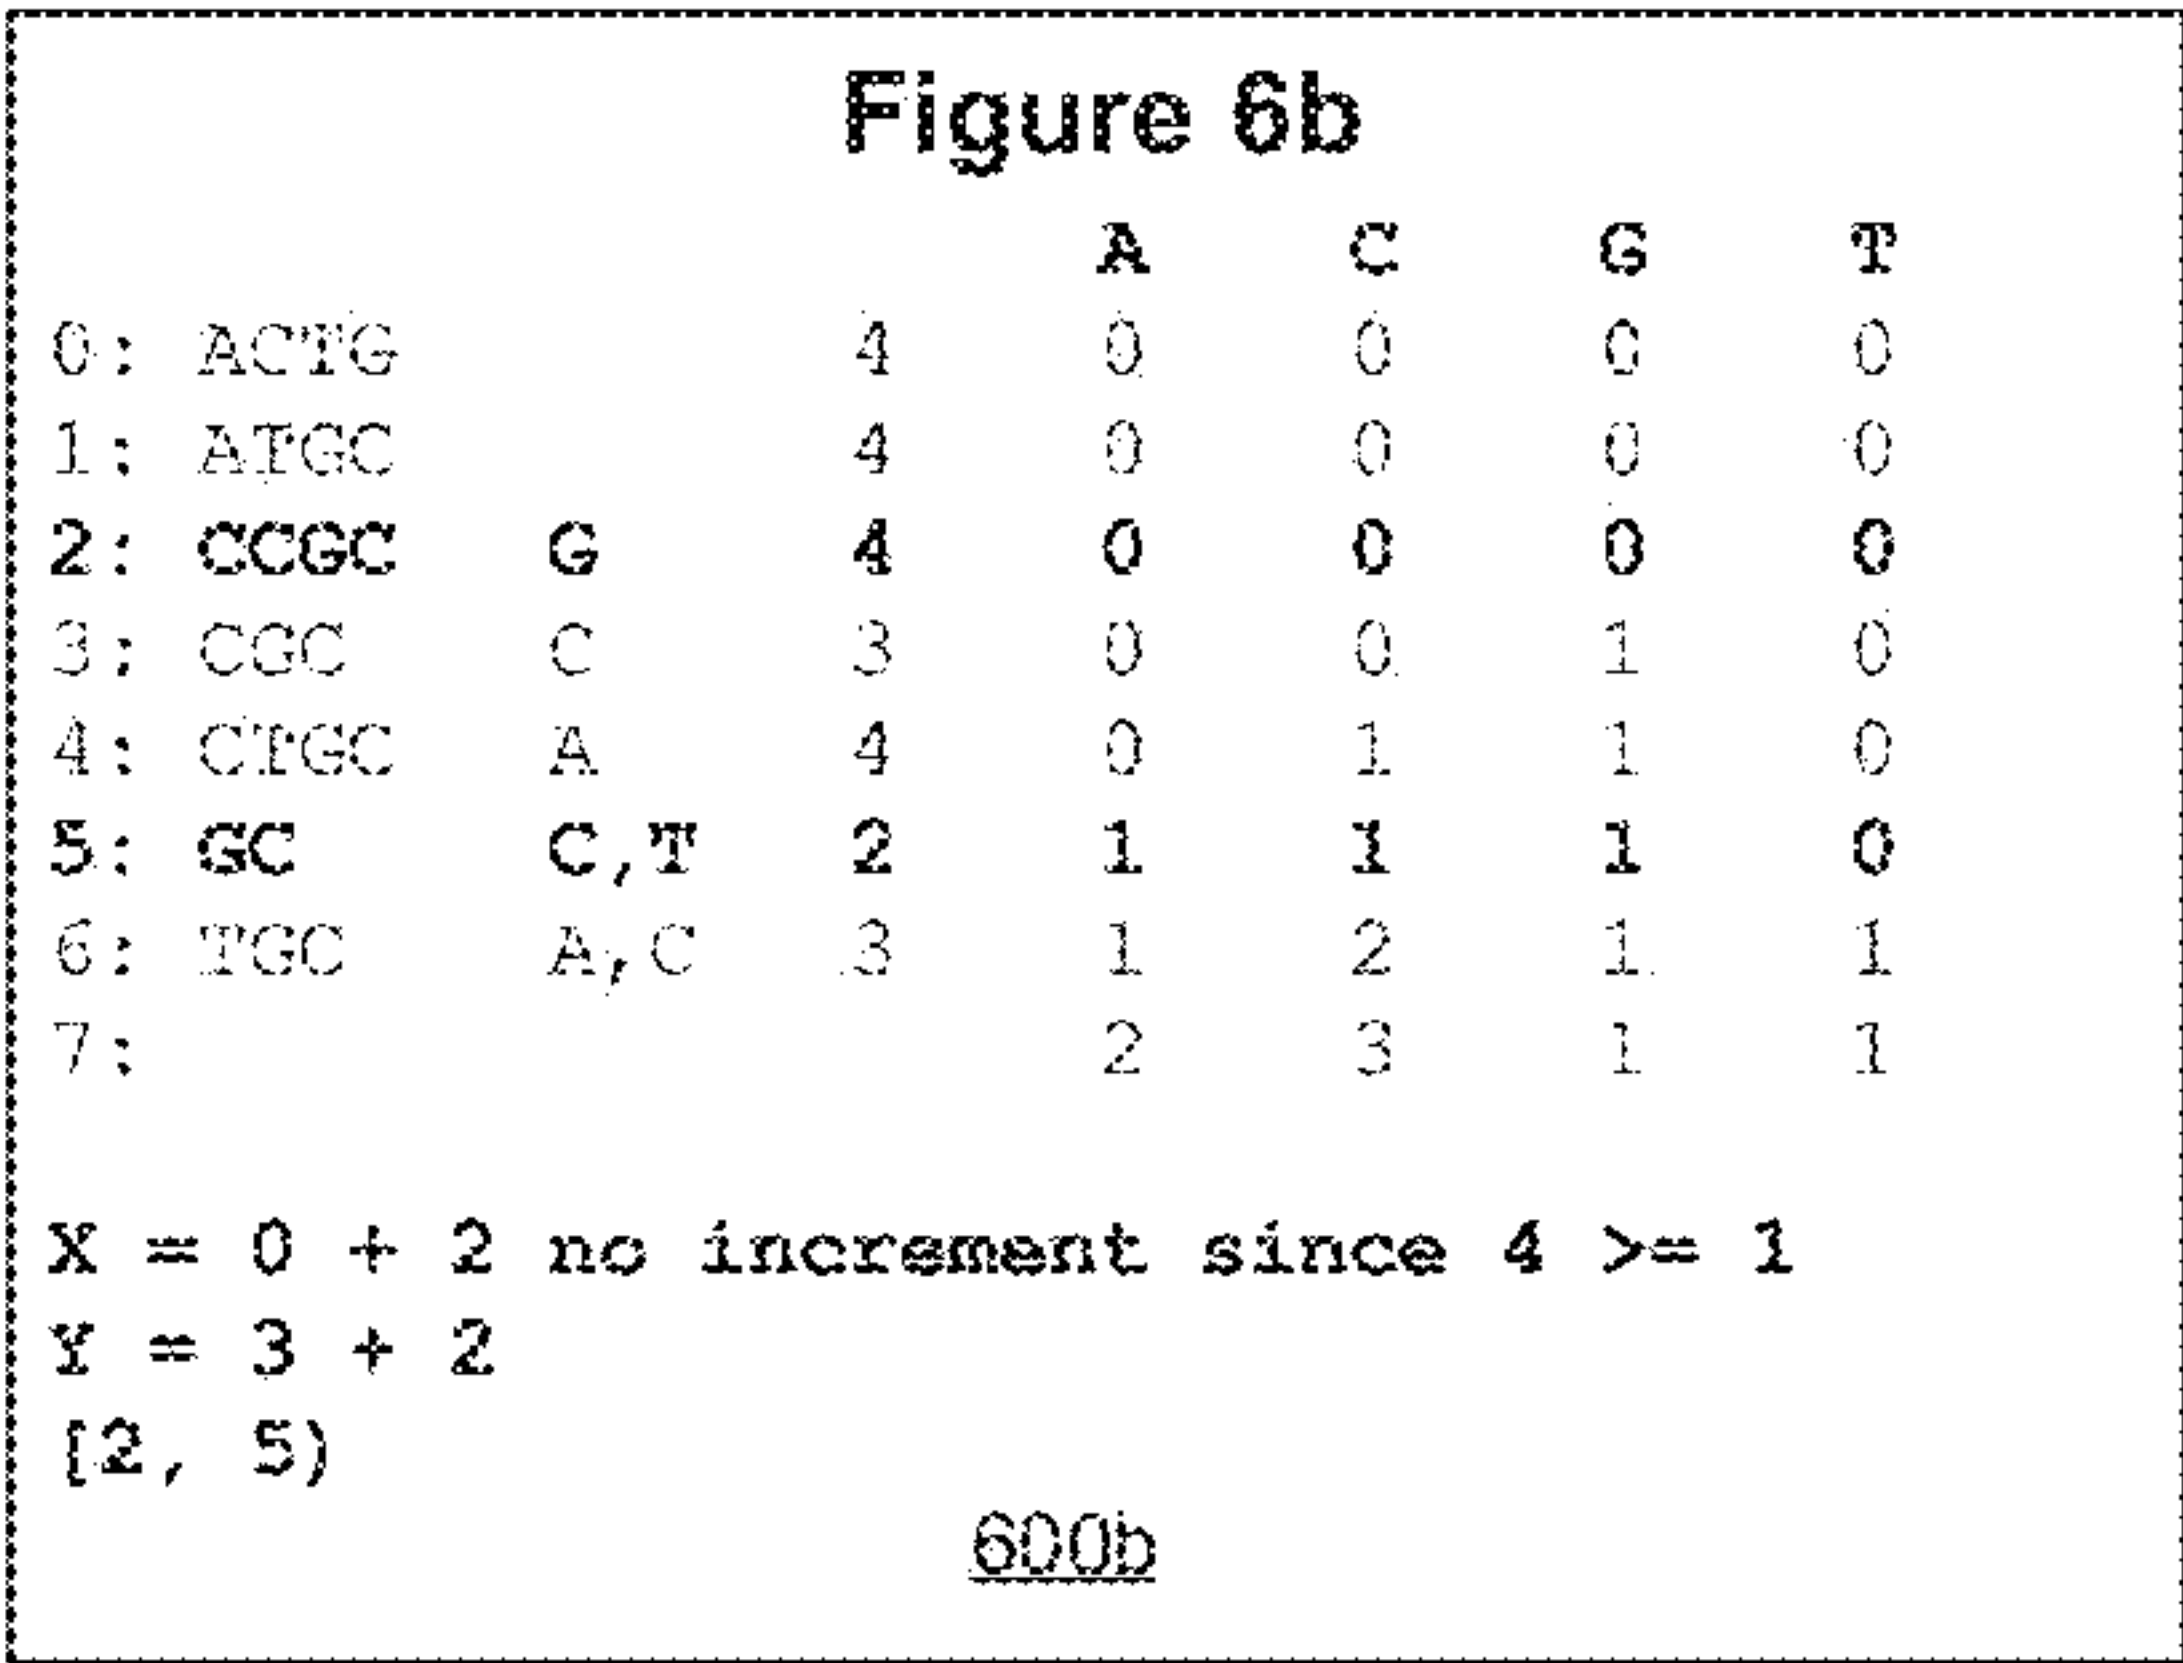 Figure 6b
A C G T
0: ACTG 4 0 0 0 0
1: ATGC 4 0 0 0 0
2: CCGC G 4 0 0 0 0
3: CGC C 3 0 0 1 0
4: CTGC A 4 0 1 1 0
5: GC C,T 2 1 1 1 0
6: TGC A,C 3 1 2 1 1
7: 2 3 1 1
X = 0 + 2 no increment since 4 >= 1
Y = 3 + 2
[2, 5)
600b